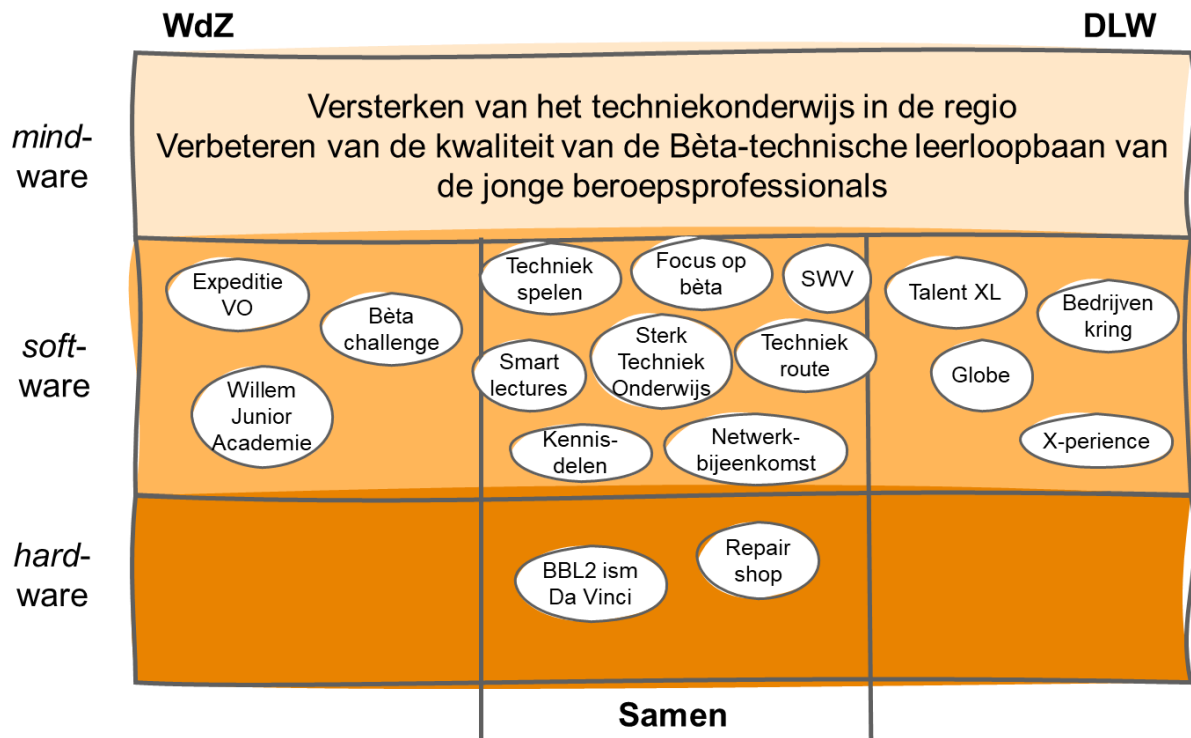 WdZ
DLW
mind-
ware
Versterken van het techniekonderwijs in de regio
Verbeteren van de kwaliteit van de Bèta-technische leerloopbaan van
de jonge beroepsprofessionals
soft-
ware
Expeditie
VO
Bèta
challenge
Willem
Junior
Academie
Techniek
spelen
Focus op
bèta
SWV
Smart
lectures
Sterk
Techniek
Onderwijs
Techniek
route
Kennis-
delen
Netwerk-
bijeenkomst
Talent XL
Bedrijven
kring
Globe
X-perience
hard-
ware
BBL2 ism
Da Vinci
Repair
shop
Samen